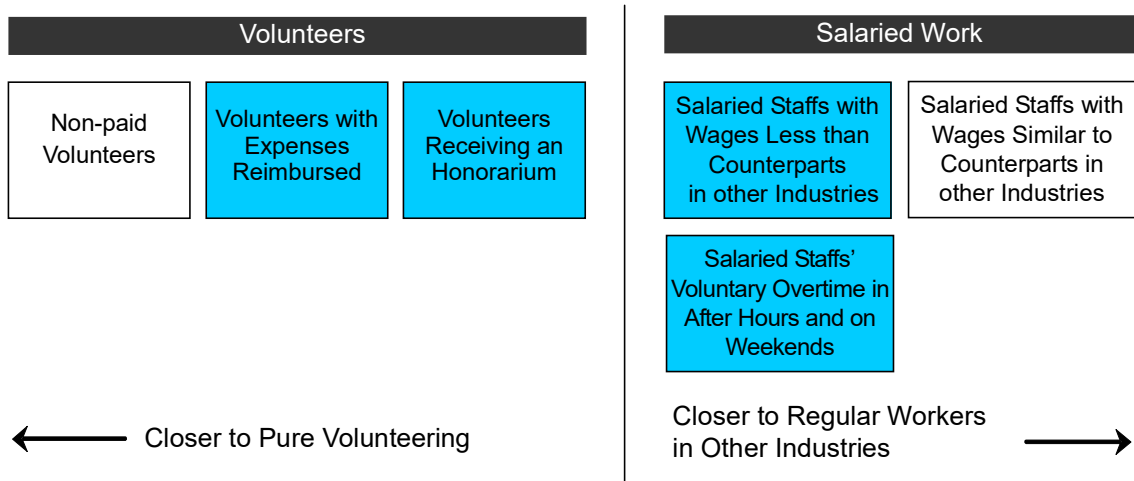 Volunteers
Salaried Work
Non-paid
Volunteers
Volunteers with
Expenses
Reimbursed
Volunteers
Receiving an
Honorarium
Salaried Staffs with
Wages Less than
Counterparts
in other Industries
Salaried Staffs with
Wages Similar to
Counterparts in
other Industries
Salaried Staffs’
Voluntary Overtime in
After Hours and on
Weekends
Closer to Pure Volunteering
Closer to Regular Workers
in Other Industries